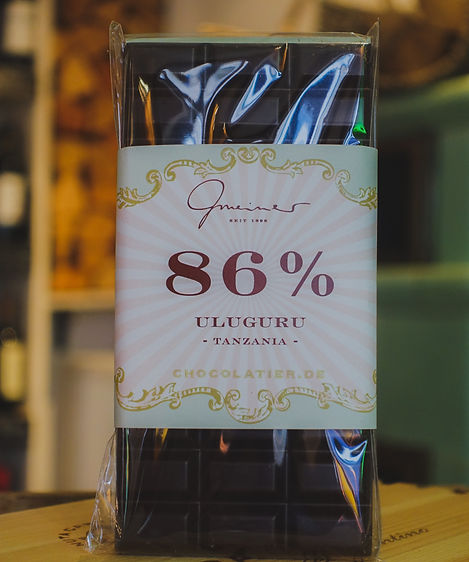 Gmeiner
SEIT 1898
86%
ULUGURU
- TANZANIA -
CHOCOLATIER.DE